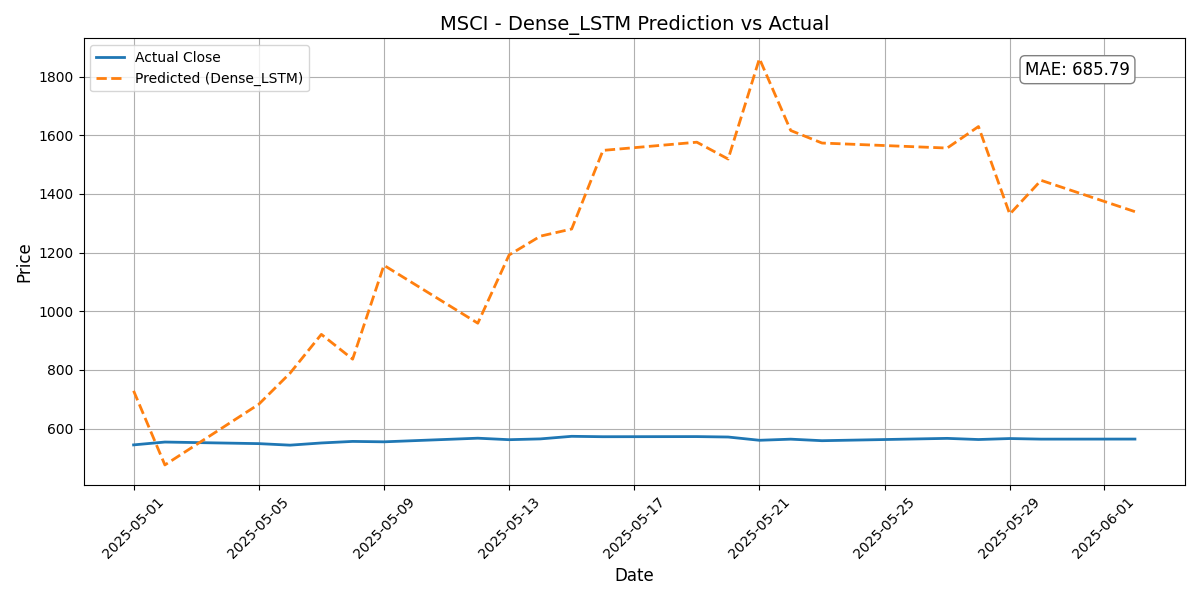 MSCI - Dense_LSTM Prediction vs Actual
Actual Close
Predicted (Dense_LSTM)
MAE: 685.79
Price
1800
1600
1400
1200
1000
800
600
2025-05-01
2025-05-05
2025-05-09
2025-05-13
2025-05-17
2025-05-21
2025-05-25
2025-05-29
2025-06-01
Date